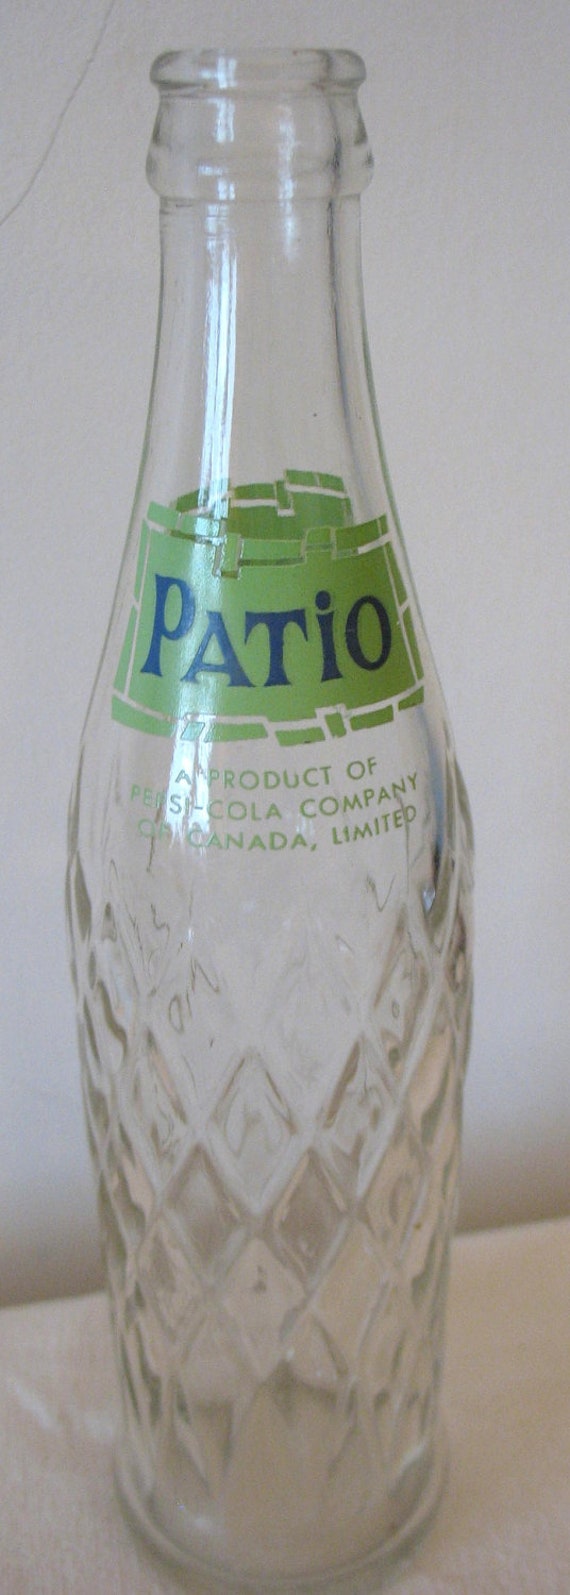 PATiO
A PRODUCT OF
PEPSI-COLA COMPANY
OF CANADA, LIMITED